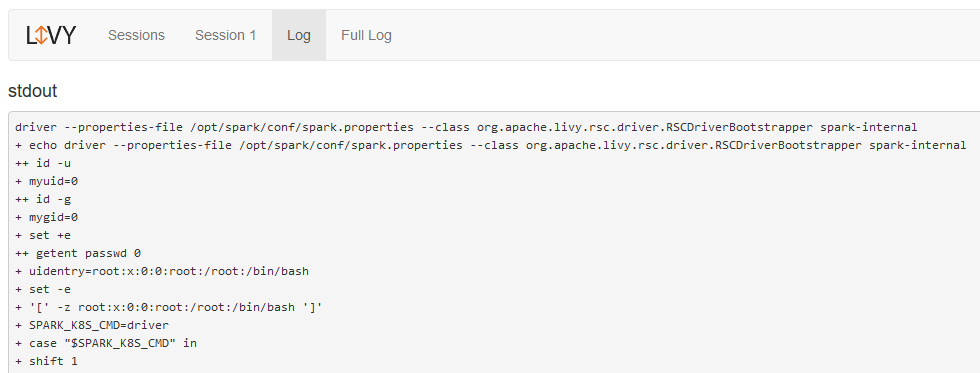 LIVY Sessions Session 1 Log Full Log
stdout
driver --properties-file /opt/spark/conf/spark.properties --class org.apache.livy.rsc.driver.RSCDriverBootstrapper spark-internal
+ echo driver --properties-file /opt/spark/conf/spark.properties --class org.apache.livy.rsc.driver.RSCDriverBootstrapper spark-internal
++ id -u
+ myuid=0
++ id -g
+ mygid=0
+ set +e
++ getent passwd 0
+ uidentry=root:x:0:0:root:/root:/bin/bash
+ set -e
+ '[' -z root:x:0:0:root:/root:/bin/bash ']'
+ SPARK_K8S_CMD=driver
+ case "$SPARK_K8S_CMD" in
+ shift 1